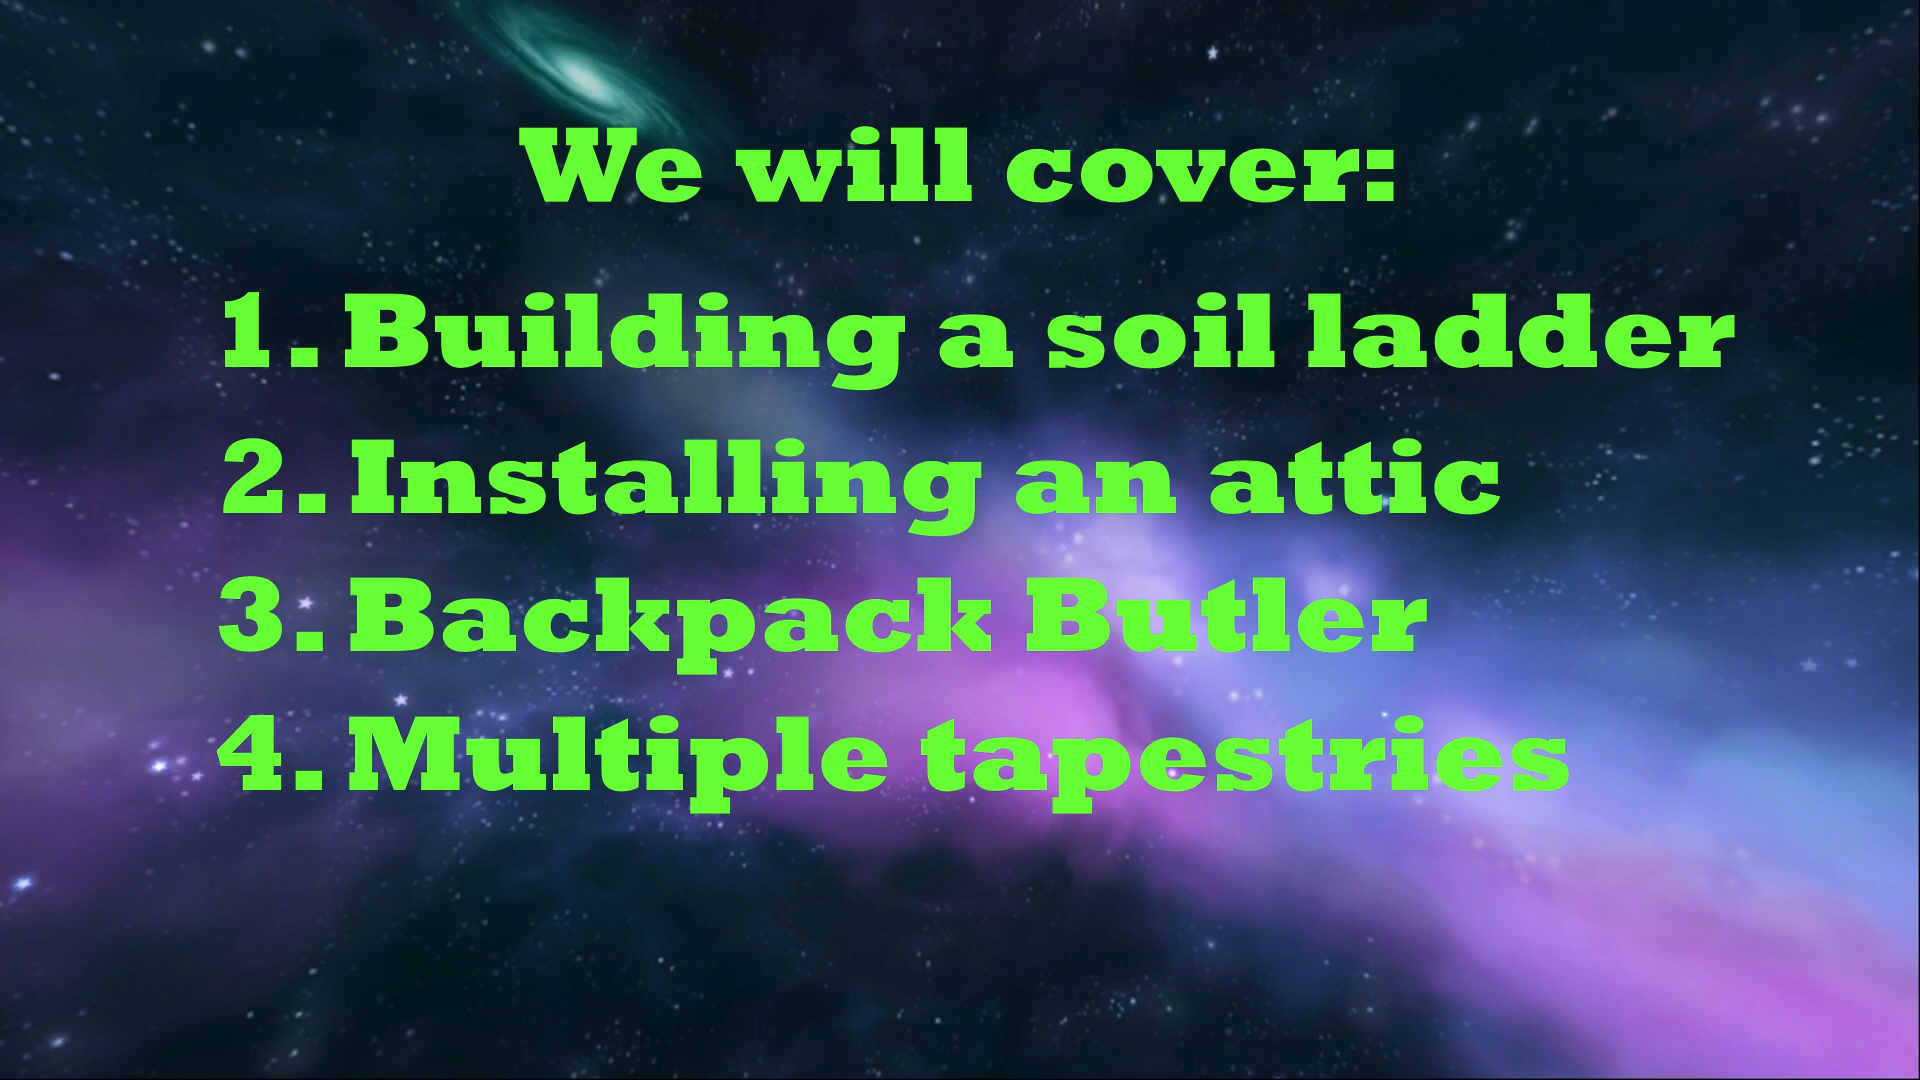 We will cover:
1. Building a soil ladder
2. Installing an attic
3. Backpack Butler
4. Multiple tapestries